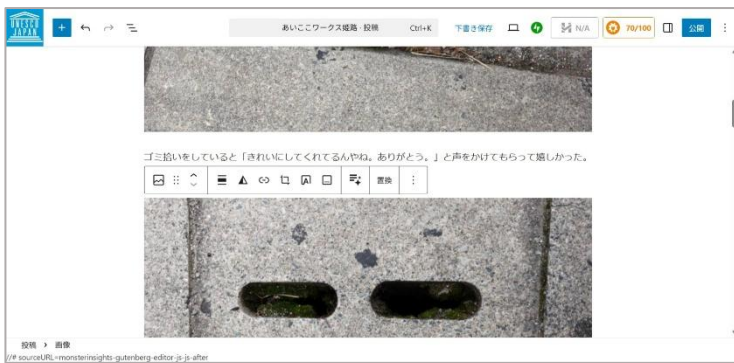 UNESCO
JAPAN
あいここワークス姫路 · 投稿
Ctrl+K
下書き保存
N/A
70/100
公開
ゴミ拾いをしていると「きれいにしてくれてるんやね。ありがとう。」と声をかけてもらって嬉しかった。
A
置換
投稿 › 画像
//# sourceURL=monsterinsights-gutenberg-editor-js-js-after